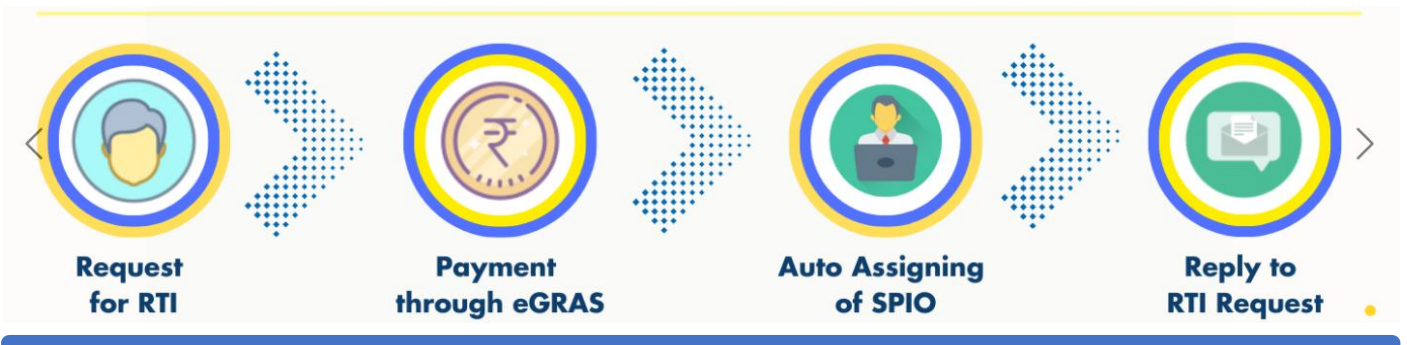 Request
for RTI
Payment
through eGRAS
Auto Assigning
of SPIO
Reply to
RTI Request